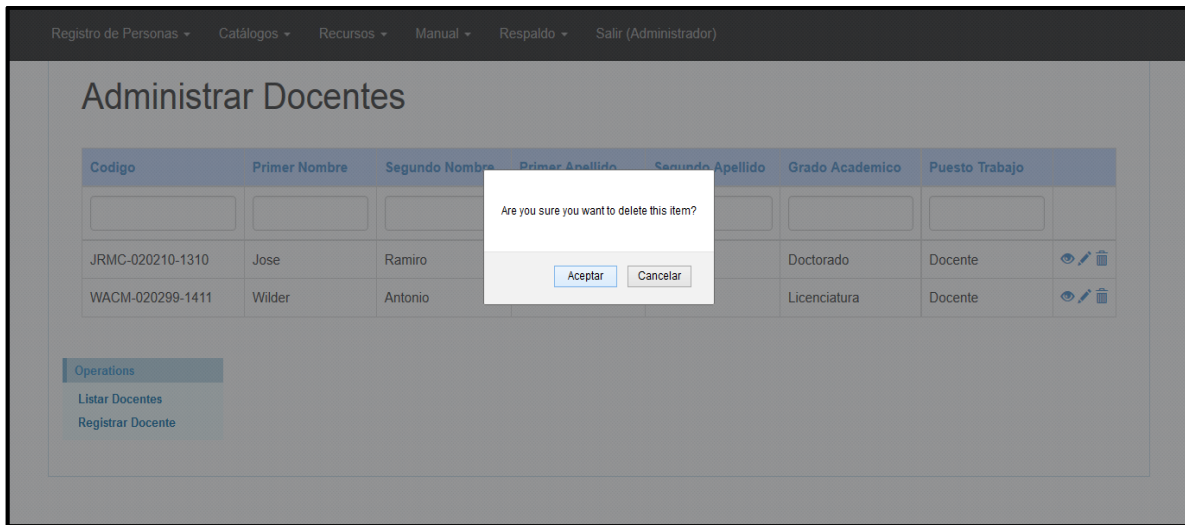 Registro de Personas Catálogos Recursos Manual Respaldo Salir (Administrador)
Administrar Docentes
Codigo Primer Nombre Segundo Nombre Primer Apellido Segundo Apellido Grado Academico Puesto Trabajo
Are you sure you want to delete this item?
JRMC-020210-1310 Jose Ramiro Doctorado Docente
Aceptar Cancelar
WACM-020299-1411 Wilder Antonio Licenciatura Docente
Operations
Listar Docentes
Registrar Docente